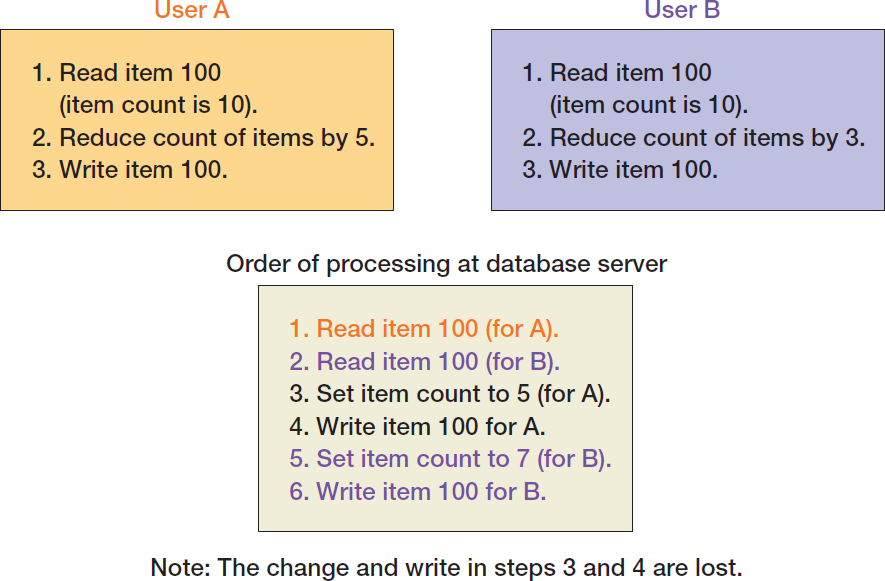 User A
1. Read item 100
(item count is 10).
2. Reduce count of items by 5.
3. Write item 100.
User B
1. Read item 100
(item count is 10).
2. Reduce count of items by 3.
3. Write item 100.
Order of processing at database server
1. Read item 100 (for A).
2. Read item 100 (for B).
3. Set item count to 5 (for A).
4. Write item 100 for A.
5. Set item count to 7 (for B).
6. Write item 100 for B.
Note: The change and write in steps 3 and 4 are lost.